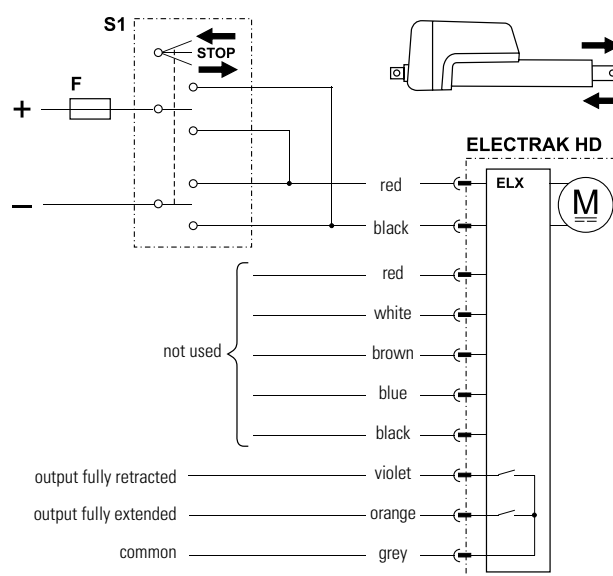 S1
STOP
F
+
−
ELECTRAK HD
ELX
M
red
black
red
white
not used
brown
blue
black
output fully retracted violet
output fully extended orange
common grey